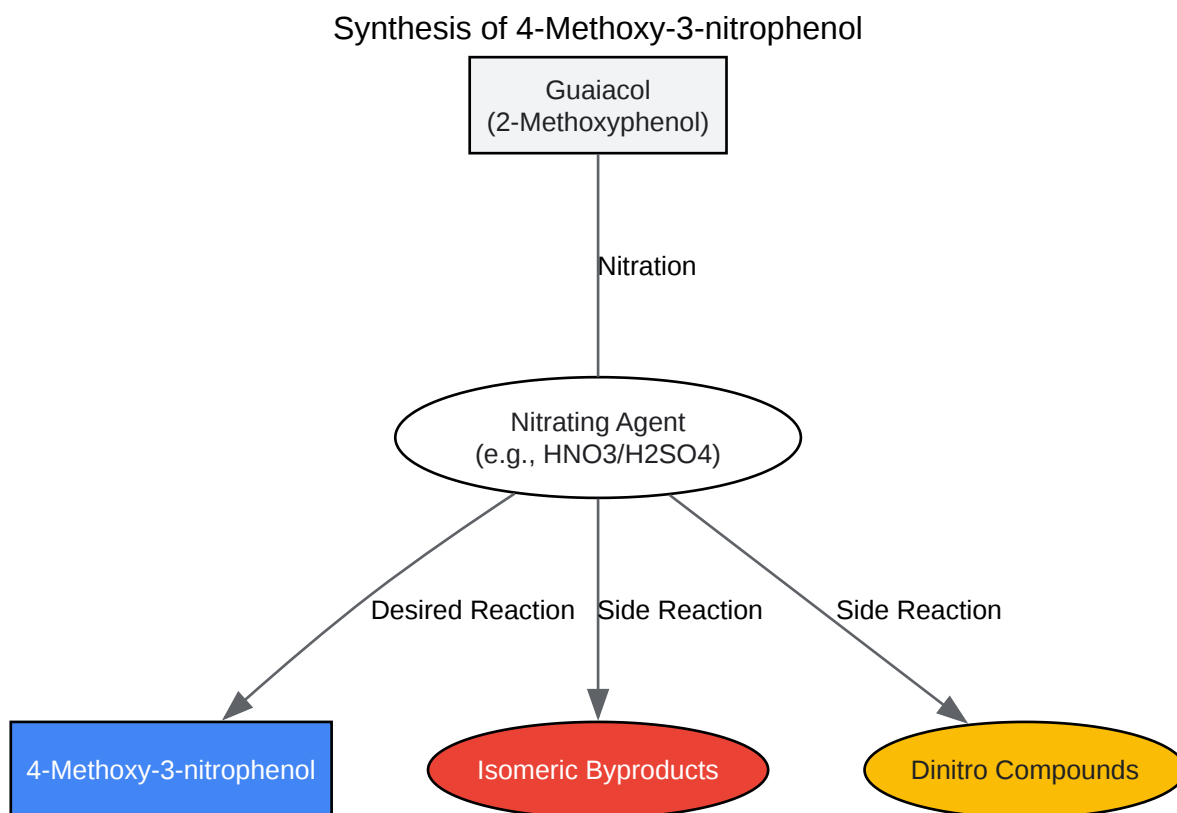 Synthesis of 4-Methoxy-3-nitrophenol
Guaiacol
(2-Methoxyphenol)
Nitration
Nitrating Agent
(e.g., HNO3/H2SO4)
Desired Reaction
Side Reaction
Side Reaction
4-Methoxy-3-nitrophenol
Isomeric Byproducts
Dinitro Compounds